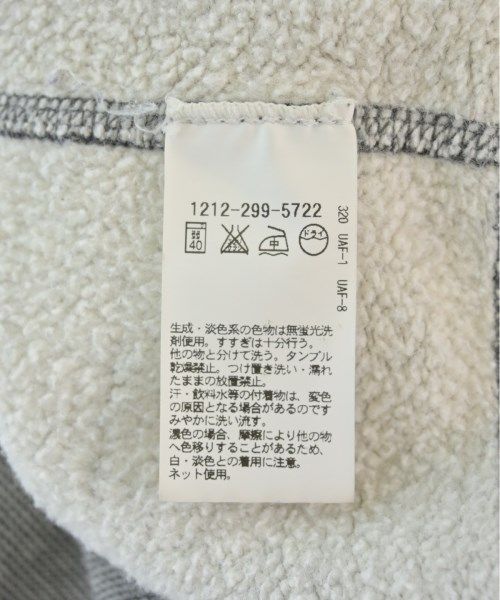 1212-299-5722
40
中
ドライ
320 UAF-1 UAF-8
生成・淡色系の色物は無蛍光洗
剤使用。すすぎは十分行う。
他の物と分けて洗う。タンブル
乾燥禁止。つけ置き洗い・濡れ
たままの放置禁止。
汗・飲料水等の付着物は、変色
の原因となる場合があるのです
みやかに洗い流す。
濃色の場合、摩擦により他の物
へ色移りすることがあるため、
白・淡色との着用に注意。
ネット使用。